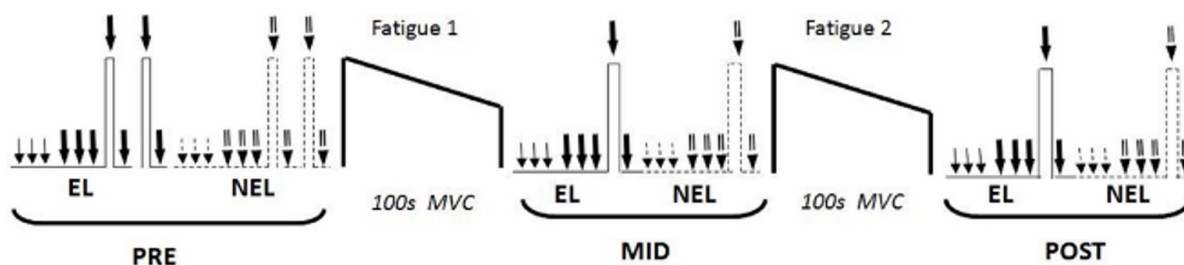 Fatigue 1
Fatigue 2
EL
NEL
100s MVC
EL
NEL
100s MVC
EL
NEL
PRE
MID
POST